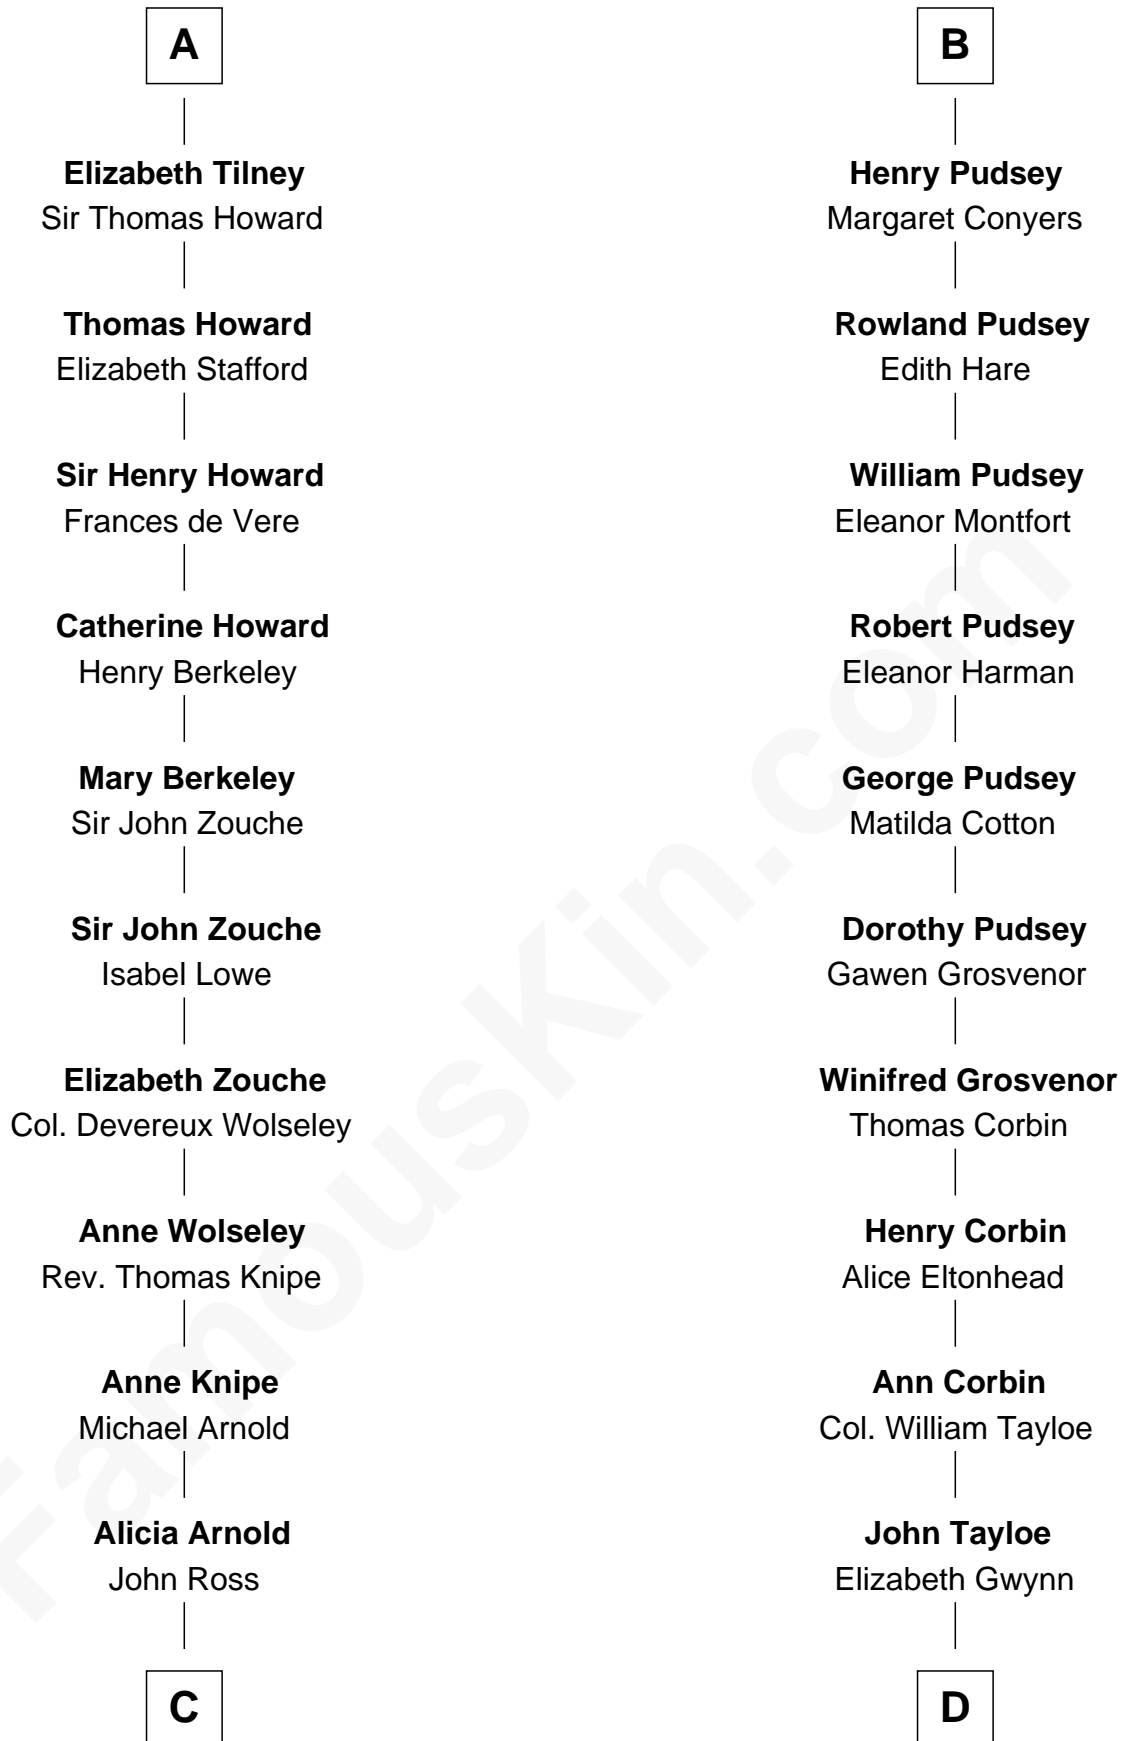 A
Elizabeth Tilney
Sir Thomas Howard
Thomas Howard
Elizabeth Stafford
Sir Henry Howard
Frances de Vere
Catherine Howard
Henry Berkeley
Mary Berkeley
Sir John Zouche
Sir John Zouche
Isabel Lowe
Elizabeth Zouche
Col. Devereux Wolseley
Anne Wolseley
Rev. Thomas Knipe
Anne Knipe
Michael Arnold
Alicia Arnold
John Ross
C
B
Henry Pudsey
Margaret Conyers
Rowland Pudsey
Edith Hare
William Pudsey
Eleanor Montfort
Robert Pudsey
Eleanor Harman
George Pudsey
Matilda Cotton
Dorothy Pudsey
Gawen Grosvenor
Winifred Grosvenor
Thomas Corbin
Henry Corbin
Alice Eltonhead
Ann Corbin
Col. William Tayloe
John Tayloe
Elizabeth Gwynn
D
FamousKin.com